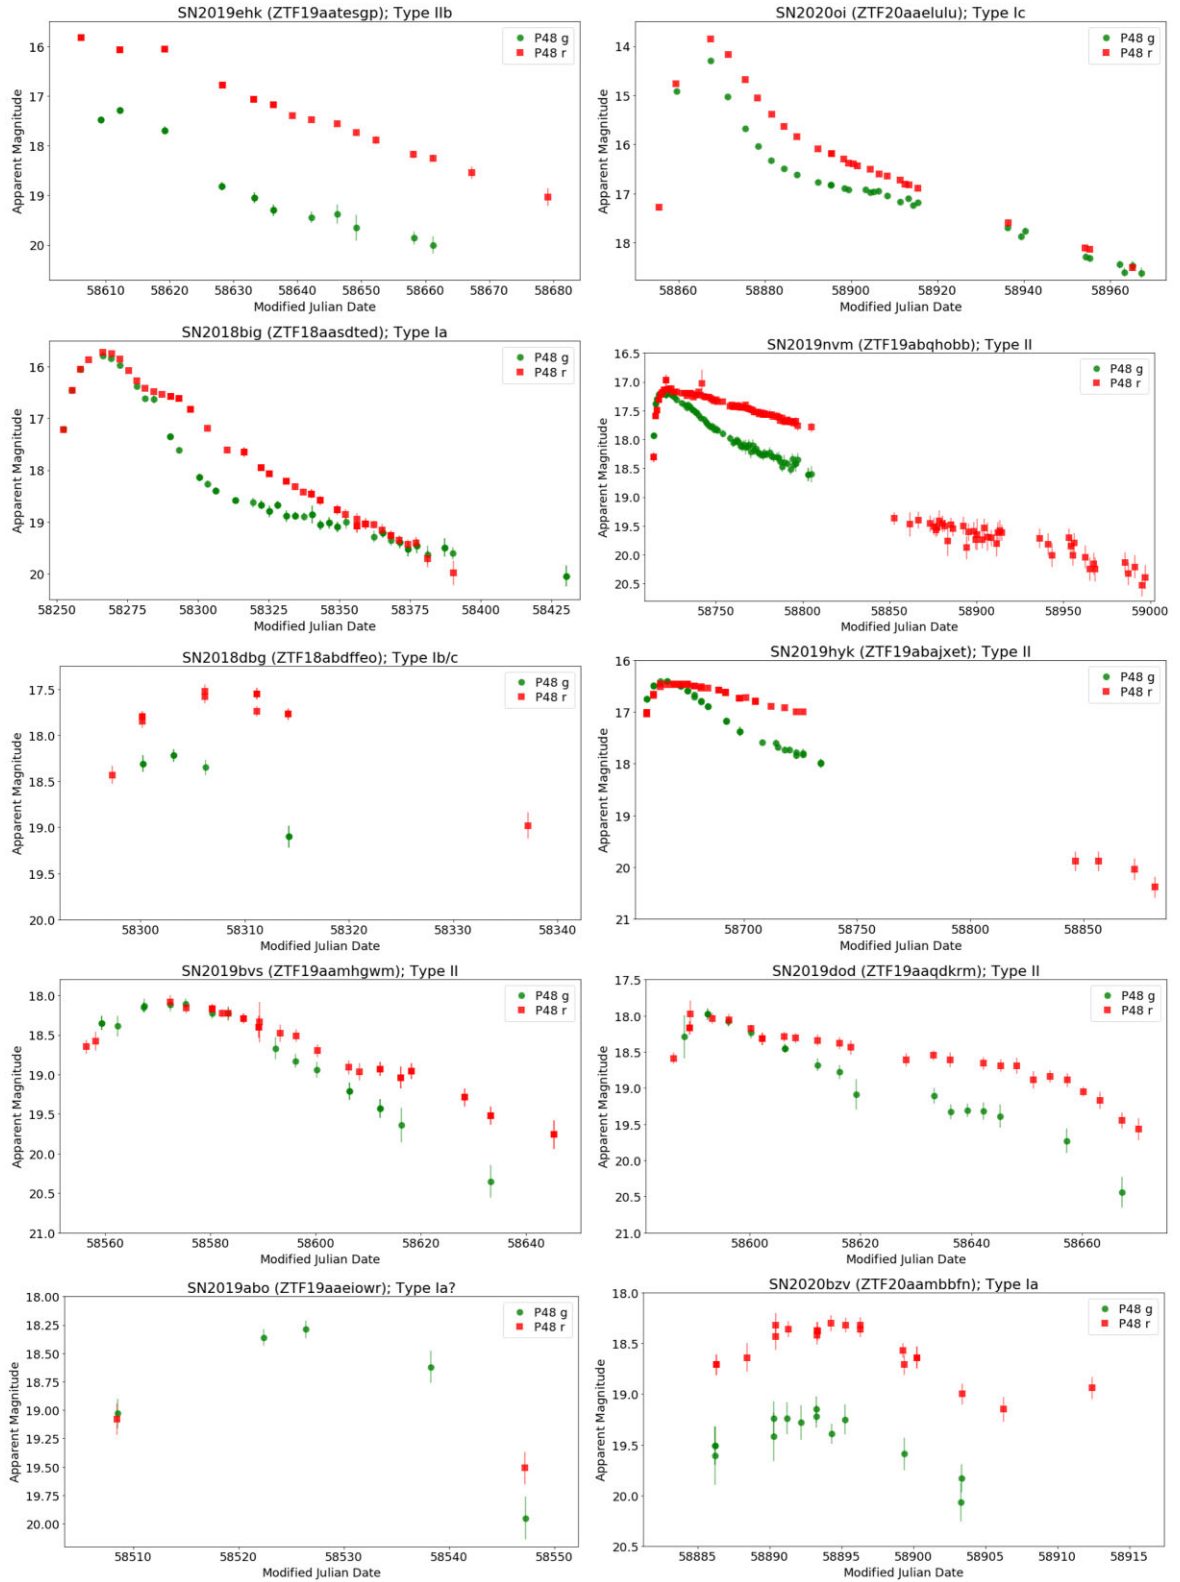 SN2019ehk (ZTF19aatesgp); Type IIb
P48 g
P48 r
Apparent Magnitude
16
17
18
19
20
58610 58620 58630 58640 58650 58660 58670 58680
Modified Julian Date
SN2020oi (ZTF20aaelulu); Type Ic
P48 g
P48 r
Apparent Magnitude
14
15
16
17
18
58860 58880 58900 58920 58940 58960
Modified Julian Date
SN2018big (ZTF18aasdted); Type Ia
P48 g
P48 r
Apparent Magnitude
16
17
18
19
20
58250 58275 58300 58325 58350 58375 58400 58425
Modified Julian Date
SN2019nvm (ZTF19abqhobb); Type II
P48 g
P48 r
Apparent Magnitude
16.5
17.0
17.5
18.0
18.5
19.0
19.5
20.0
20.5
58750 58800 58850 58900 58950 59000
Modified Julian Date
SN2018dbg (ZTF18abdffeo); Type Ib/c
P48 g
P48 r
Apparent Magnitude
17.5
18.0
18.5
19.0
19.5
20.0
58300 58310 58320 58330 58340
Modified Julian Date
SN2019hyk (ZTF19abajxet); Type II
P48 g
P48 r
Apparent Magnitude
16
17
18
19
20
21
58700 58750 58800 58850
Modified Julian Date
SN2019bvs (ZTF19aamhgwm); Type II
P48 g
P48 r
Apparent Magnitude
18.0
18.5
19.0
19.5
20.0
20.5
21.0
58560 58580 58600 58620 58640
Modified Julian Date
SN2019dod (ZTF19aaqdkrm); Type II
P48 g
P48 r
Apparent Magnitude
17.5
18.0
18.5
19.0
19.5
20.0
20.5
21.0
58600 58620 58640 58660
Modified Julian Date
SN2019abo (ZTF19aaeiowr); Type Ia?
P48 g
P48 r
Apparent Magnitude
18.00
18.25
18.50
18.75
19.00
19.25
19.50
19.75
20.00
58510 58520 58530 58540 58550
Modified Julian Date
SN2020bzv (ZTF20aambbfn); Type Ia
P48 g
P48 r
Apparent Magnitude
18.0
18.5
19.0
19.5
20.0
20.5
58885 58890 58895 58900 58905 58910 58915
Modified Julian Date